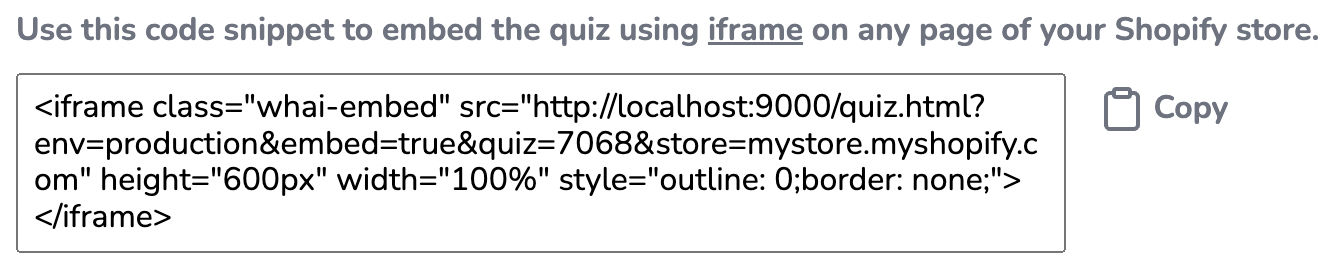 Use this code snippet to embed the quiz using iframe on any page of your Shopify store.
<iframe class="whai-embed" src="http://localhost:9000/quiz.html?
env=production&embed=true&quiz=7068&store=mystore.myshopify.c
om" height="600px" width="100%" style="outline: 0;border: none;">
</iframe>
Copy